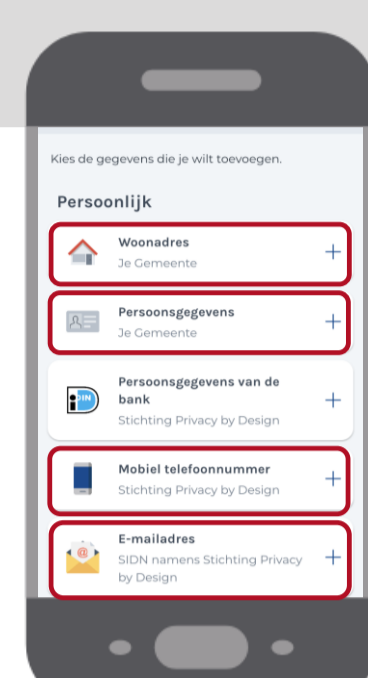 Kies de gegevens die je wilt toevoegen.
Persoonlijk
Woonadres
Je Gemeente
Persoonsgegevens
Je Gemeente
Persoonsgegevens van de
bank
Stichting Privacy by Design
iDIN
Mobiel telefoonnummer
Stichting Privacy by Design
E-mailadres
SIDN namens Stichting Privacy
by Design